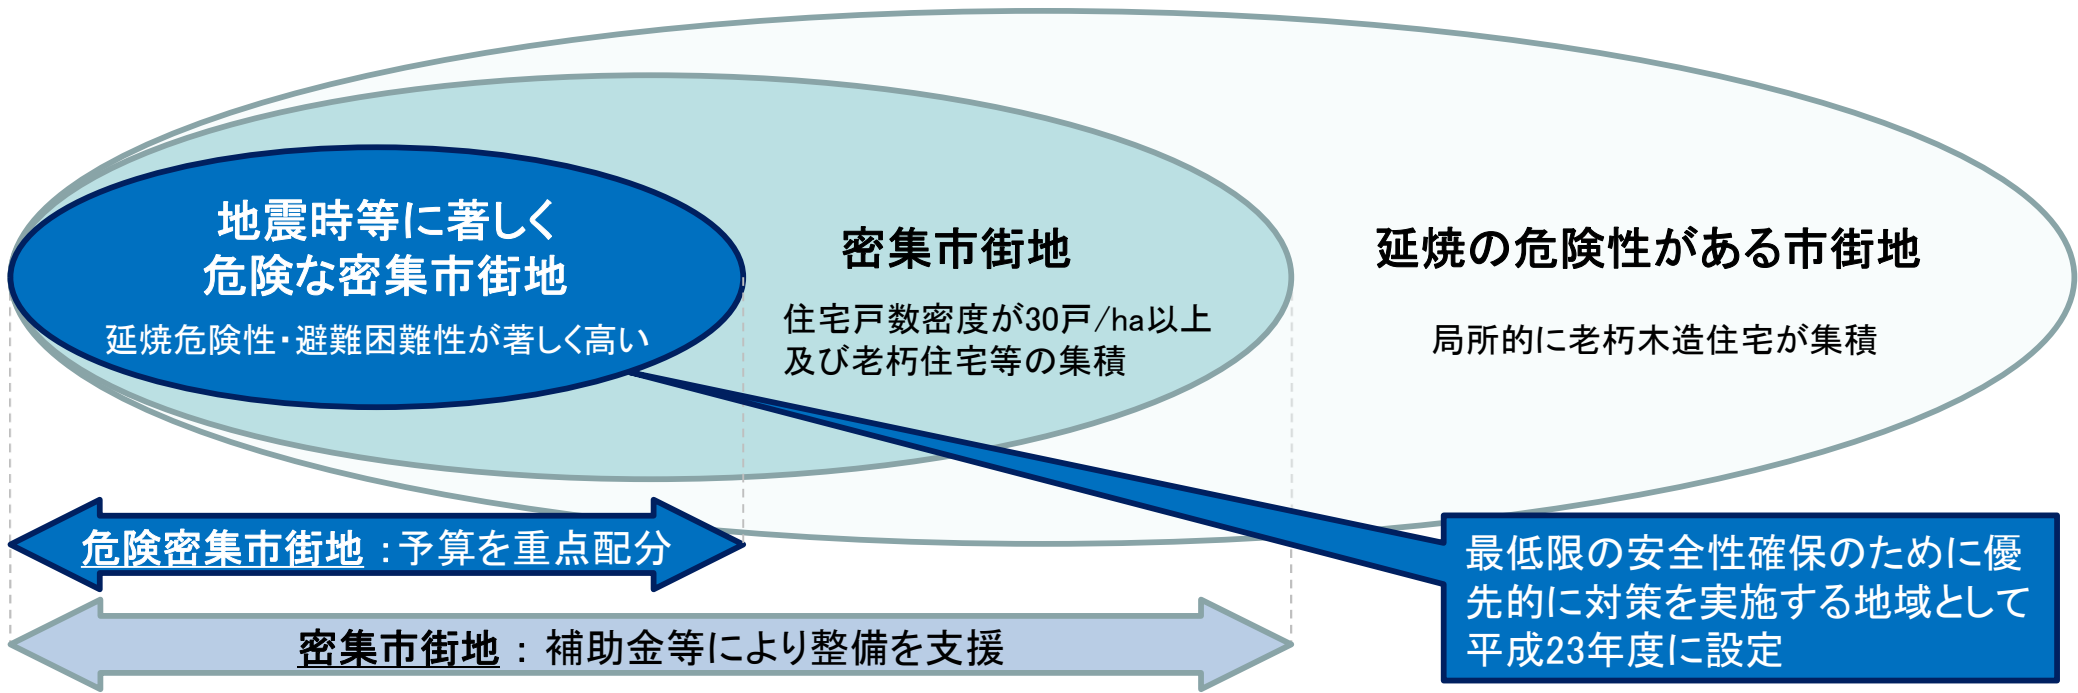 地震時等に著しく
危険な密集市街地
延焼危険性・避難困難性が著しく高い
密集市街地
住宅戸数密度が30戸/ha以上
及び老朽住宅等の集積
延焼の危険性がある市街地
局所的に老朽木造住宅が集積
危険密集市街地：予算を重点配分
密集市街地：補助金等により整備を支援
最低限の安全性確保のために優
先的に対策を実施する地域として
平成23年度に設定